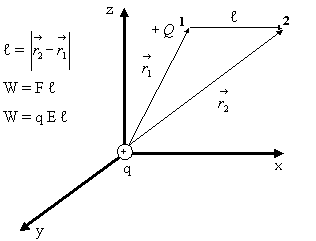 z
+ Q 1 ℓ 2
ℓ = |r⃗₂ − r⃗₁|
r⃗₁
W = F ℓ
r⃗₂
W = q E ℓ
+
q
x
y